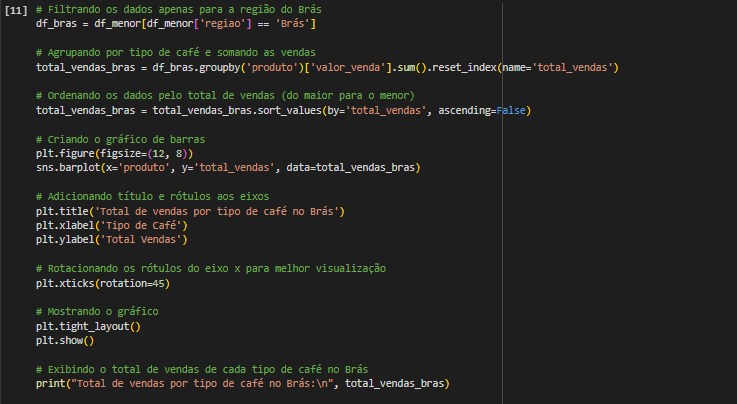 [11] # Filtrando os dados apenas para a região do Brás
df_bras = df_menor[df_menor['regiao'] == 'Brás']
# Agrupando por tipo de café e somando as vendas
total_vendas_bras = df_bras.groupby('produto')['valor_venda'].sum().reset_index(name='total_vendas')
# Ordenando os dados pelo total de vendas (do maior para o menor)
total_vendas_bras = total_vendas_bras.sort_values(by='total_vendas', ascending=False)
# Criando o gráfico de barras
plt.figure(figsize=(12, 8))
sns.barplot(x='produto', y='total_vendas', data=total_vendas_bras)
# Adicionando título e rótulos aos eixos
plt.title('Total de vendas por tipo de café no Brás')
plt.xlabel('Tipo de Café')
plt.ylabel('Total Vendas')
# Rotacionando os rótulos do eixo x para melhor visualização
plt.xticks(rotation=45)
# Mostrando o gráfico
plt.tight_layout()
plt.show()
# Exibindo o total de vendas de cada tipo de café no Brás
print("Total de vendas por tipo de café no Brás:\n", total_vendas_bras)